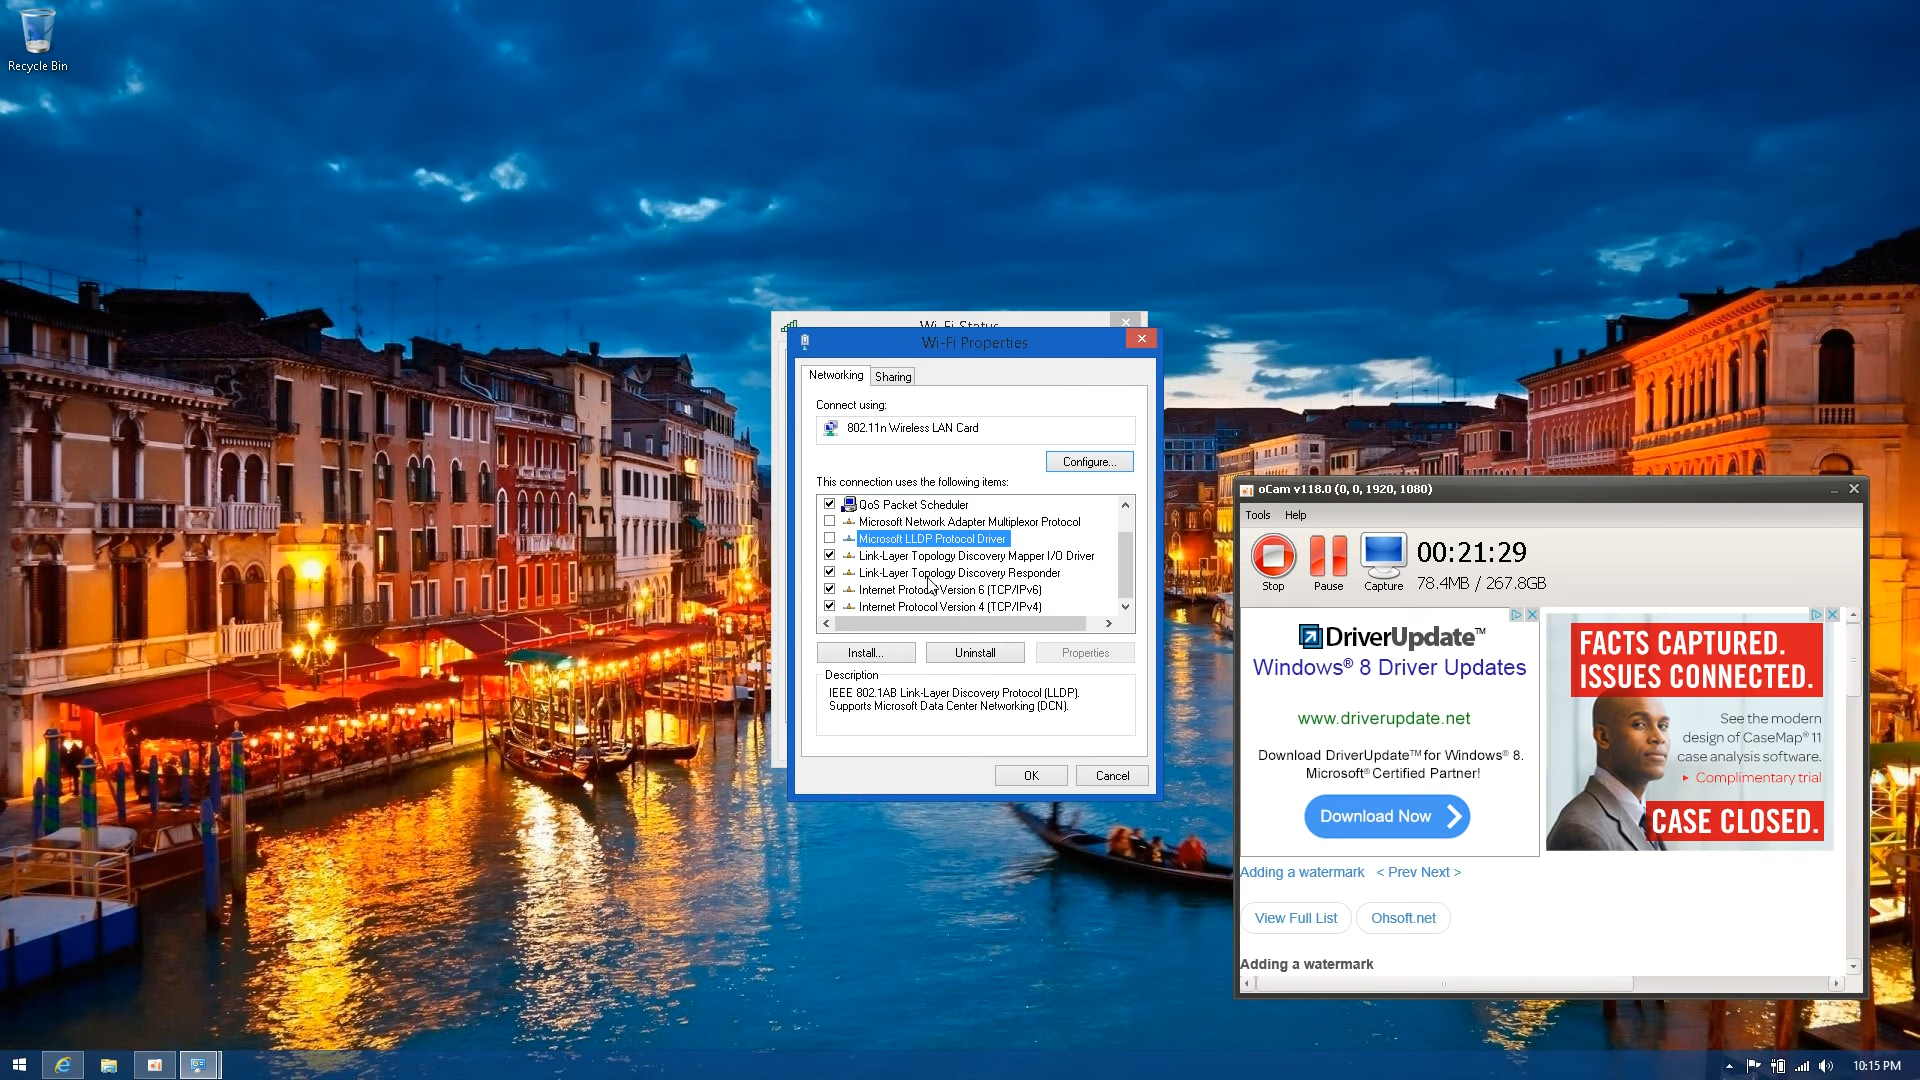 Recycle Bin
Wi-Fi Status
Wi-Fi Properties
Networking
Sharing
Connect using:
802.11n Wireless LAN Card
Configure...
This connection uses the following items:
QoS Packet Scheduler
Microsoft Network Adapter Multiplexor Protocol
Microsoft LLDP Protocol Driver
Link-Layer Topology Discovery Mapper I/O Driver
Link-Layer Topology Discovery Responder
Internet Protocol Version 6 (TCP/IPv6)
Internet Protocol Version 4 (TCP/IPv4)
Install...
Uninstall
Properties
Description
IEEE 802.1AB Link-Layer Discovery Protocol (LLDP).
Supports Microsoft Data Center Networking (DCN).
OK
Cancel
oCam v118.0 (0, 0, 1920, 1080)
Tools Help
Stop
Pause
Capture
00:21:29
78.4MB / 267.8GB
DriverUpdate™
Windows® 8 Driver Updates
www.driverupdate.net
Download DriverUpdate™ for Windows® 8.
Microsoft® Certified Partner!
Download Now
FACTS CAPTURED.
ISSUES CONNECTED.
See the modern
design of CaseMap® 11
case analysis software.
Complimentary trial
CASE CLOSED.
Adding a watermark < Prev Next >
View Full List
Ohsoft.net
Adding a watermark
10:15 PM